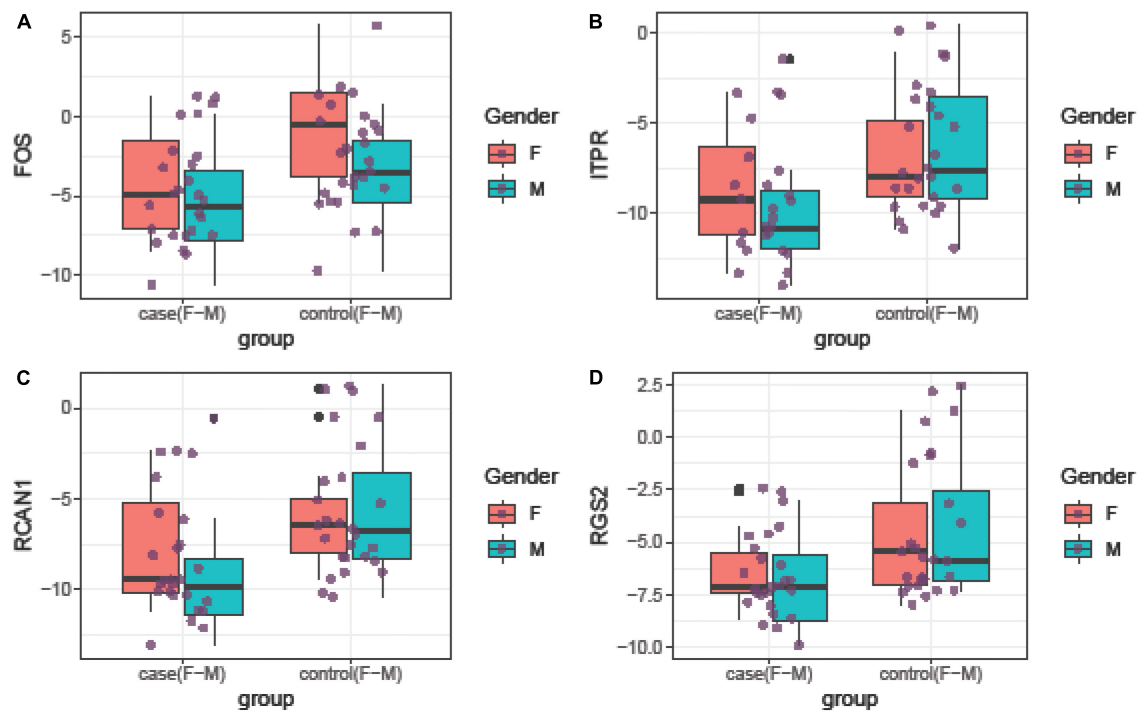 A
FOS
5
0
−5
−10
case(F−M)
control(F−M)
group
Gender
F
M
B
ITPR
0
−5
−10
case(F−M)
control(F−M)
group
Gender
F
M
C
RCAN1
0
−5
−10
case(F−M)
control(F−M)
group
Gender
F
M
D
RGS2
2.5
0.0
−2.5
−5.0
−7.5
−10.0
case(F−M)
control(F−M)
group
Gender
F
M